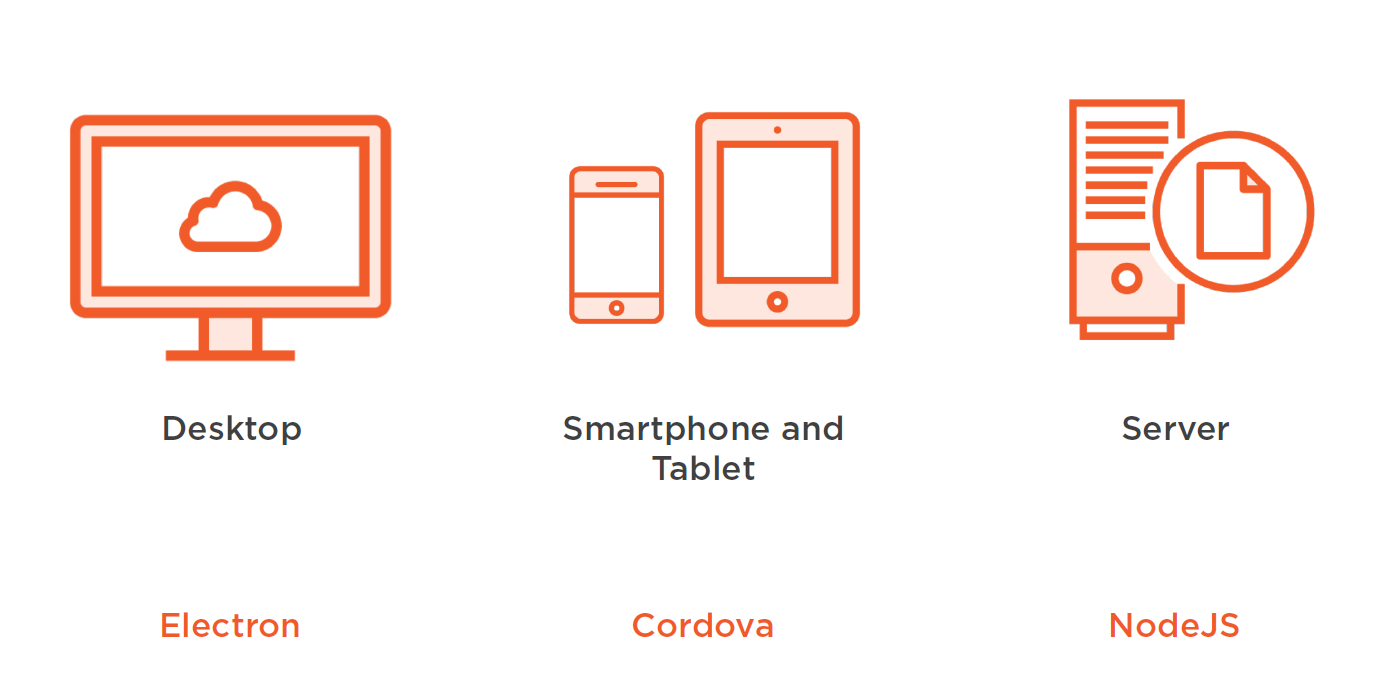 Desktop
Smartphone and
Tablet
Server
Electron
Cordova
NodeJS